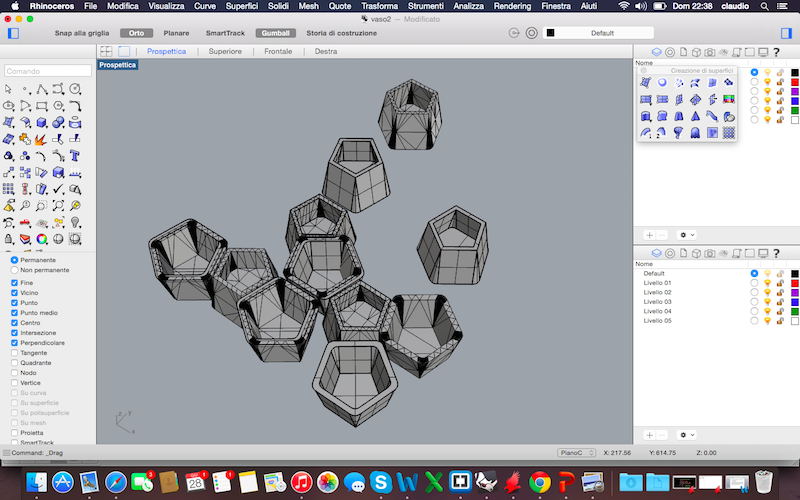 Rhinoceros File Modifica Visualizza Curve Superfici Solidi Mesh Quote Trasforma Strumenti Analizza Rendering Finestra Aiuti Dom 22:38 claudio
vaso2 — Modificato
Snap alla griglia Orto Planare SmartTrack Gumball Storia di costruzione Default
Prospettica Superiore Frontale Destra
Prospettica
Comando
Nome
Creazione di superfici
Permanente
Non permanente
Fine
Vicino
Punto
Punto medio
Centro
Intersezione
Perpendicolare
Tangente
Quadrante
Nodo
Vertice
Su curva
Su superficie
Su polisuperficie
Su mesh
Proietta
SmartTrack
Nome
Default
Livello 01
Livello 02
Livello 03
Livello 04
Livello 05
z y
x
Command: _Drag
PianoC X: 217.56 Y: 614.75 Z: 0.00
3
28
1